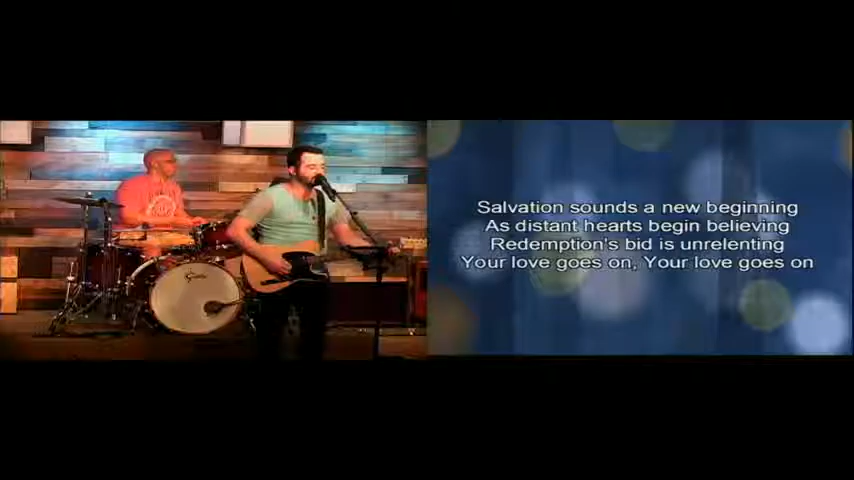 Salvation sounds a new beginning
As distant hearts begin believing
Redemption's bid is unrelenting
Your love goes on, Your love goes on